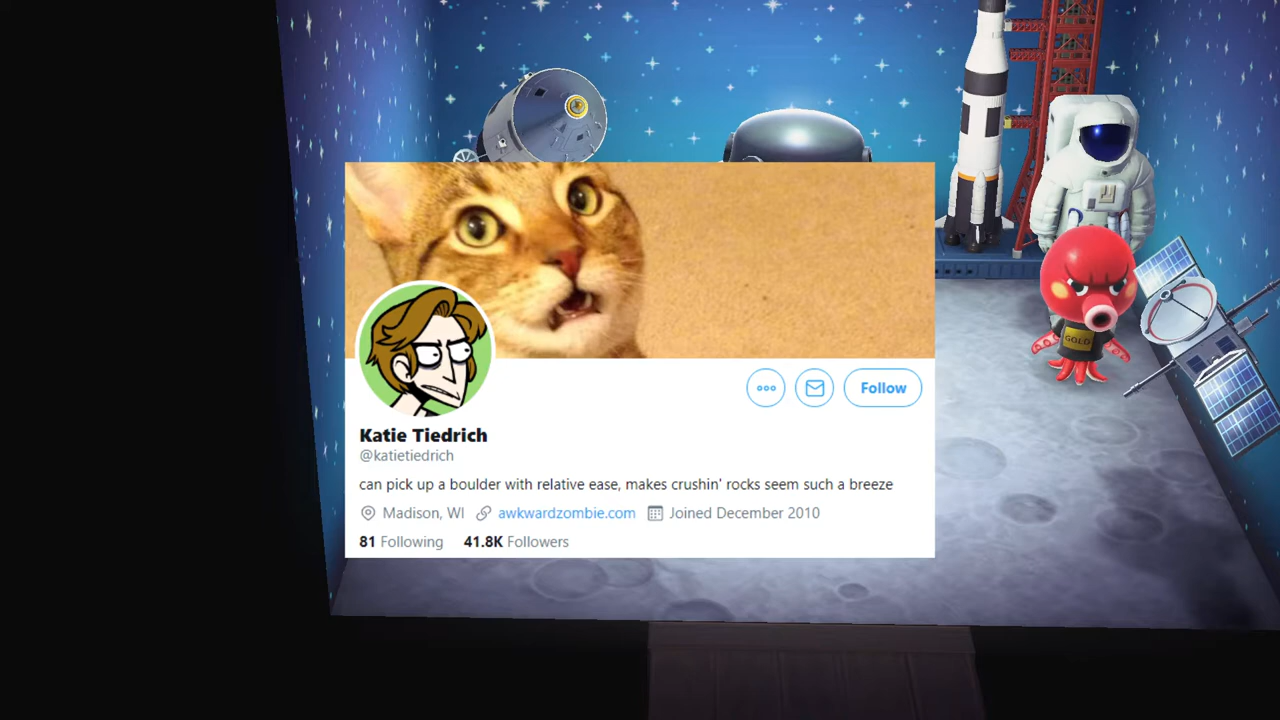 GOLD
Follow
Katie Tiedrich
@katietiedrich
can pick up a boulder with relative ease, makes crushin' rocks seem such a breeze
Madison, WI awkwardzombie.com Joined December 2010
81 Following 41.8K Followers